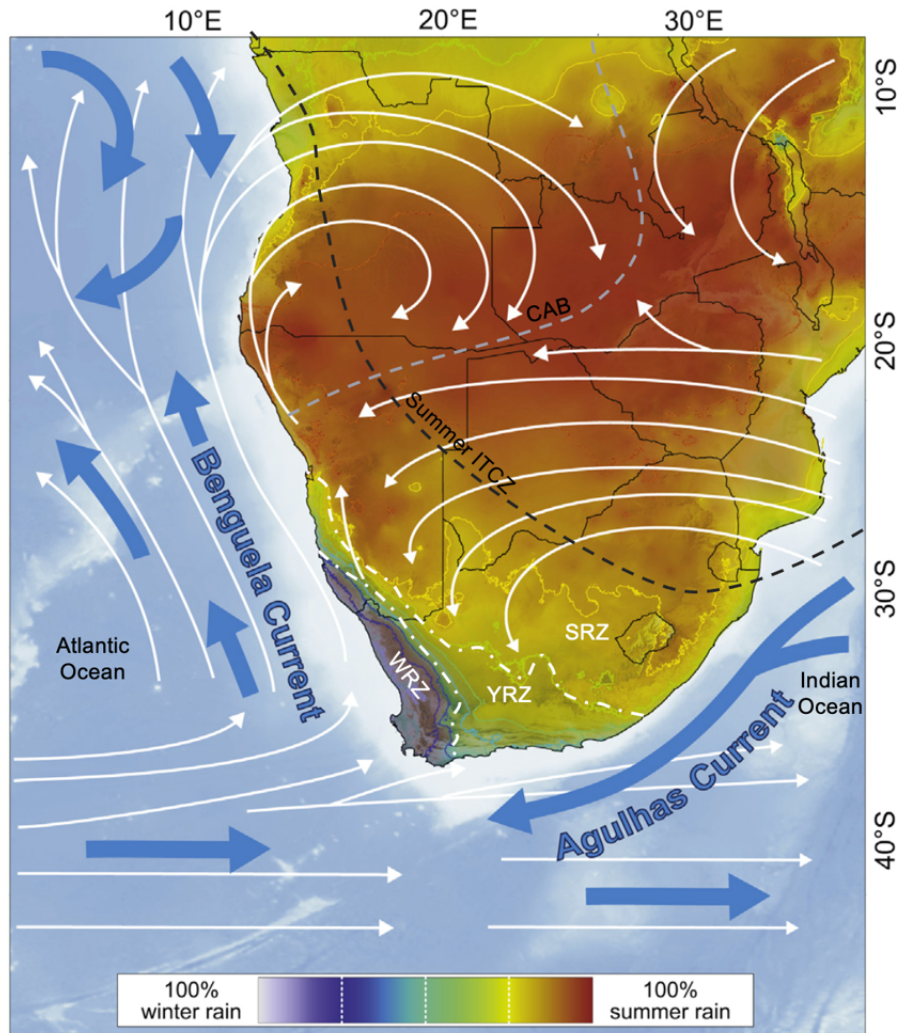 10°E
20°E
30°E
10°S
20°S
30°S
40°S
CAB
Summer ITCZ
Benguela Current
Atlantic
Ocean
WRZ
YRZ
SRZ
Indian
Ocean
Agulhas Current
100%
winter rain
100%
summer rain